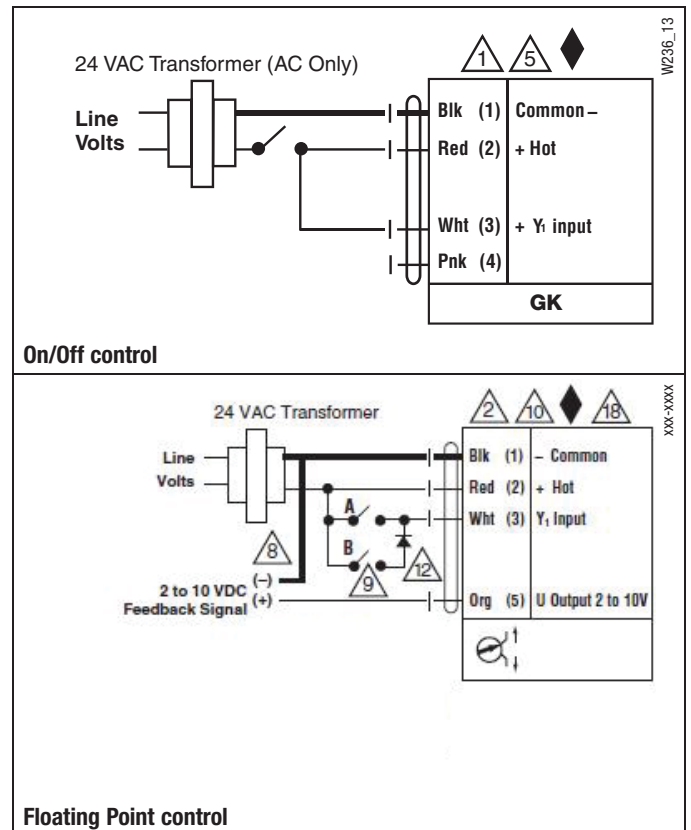 W236_13
24 VAC Transformer (AC Only)
1 5
Line
Volts
Blk (1) Common –
Red (2) + Hot
Wht (3) + Y1 input
Pnk (4)
GK
On/Off control
xxx-xxxx
24 VAC Transformer
2 10 18
Line
Volts
Blk (1) – Common
Red (2) + Hot
A
Wht (3) Y1 Input
B
8 9 12
2 to 10 VDC (–)
Feedback Signal (+)
Org (5) U Output 2 to 10V
Floating Point control